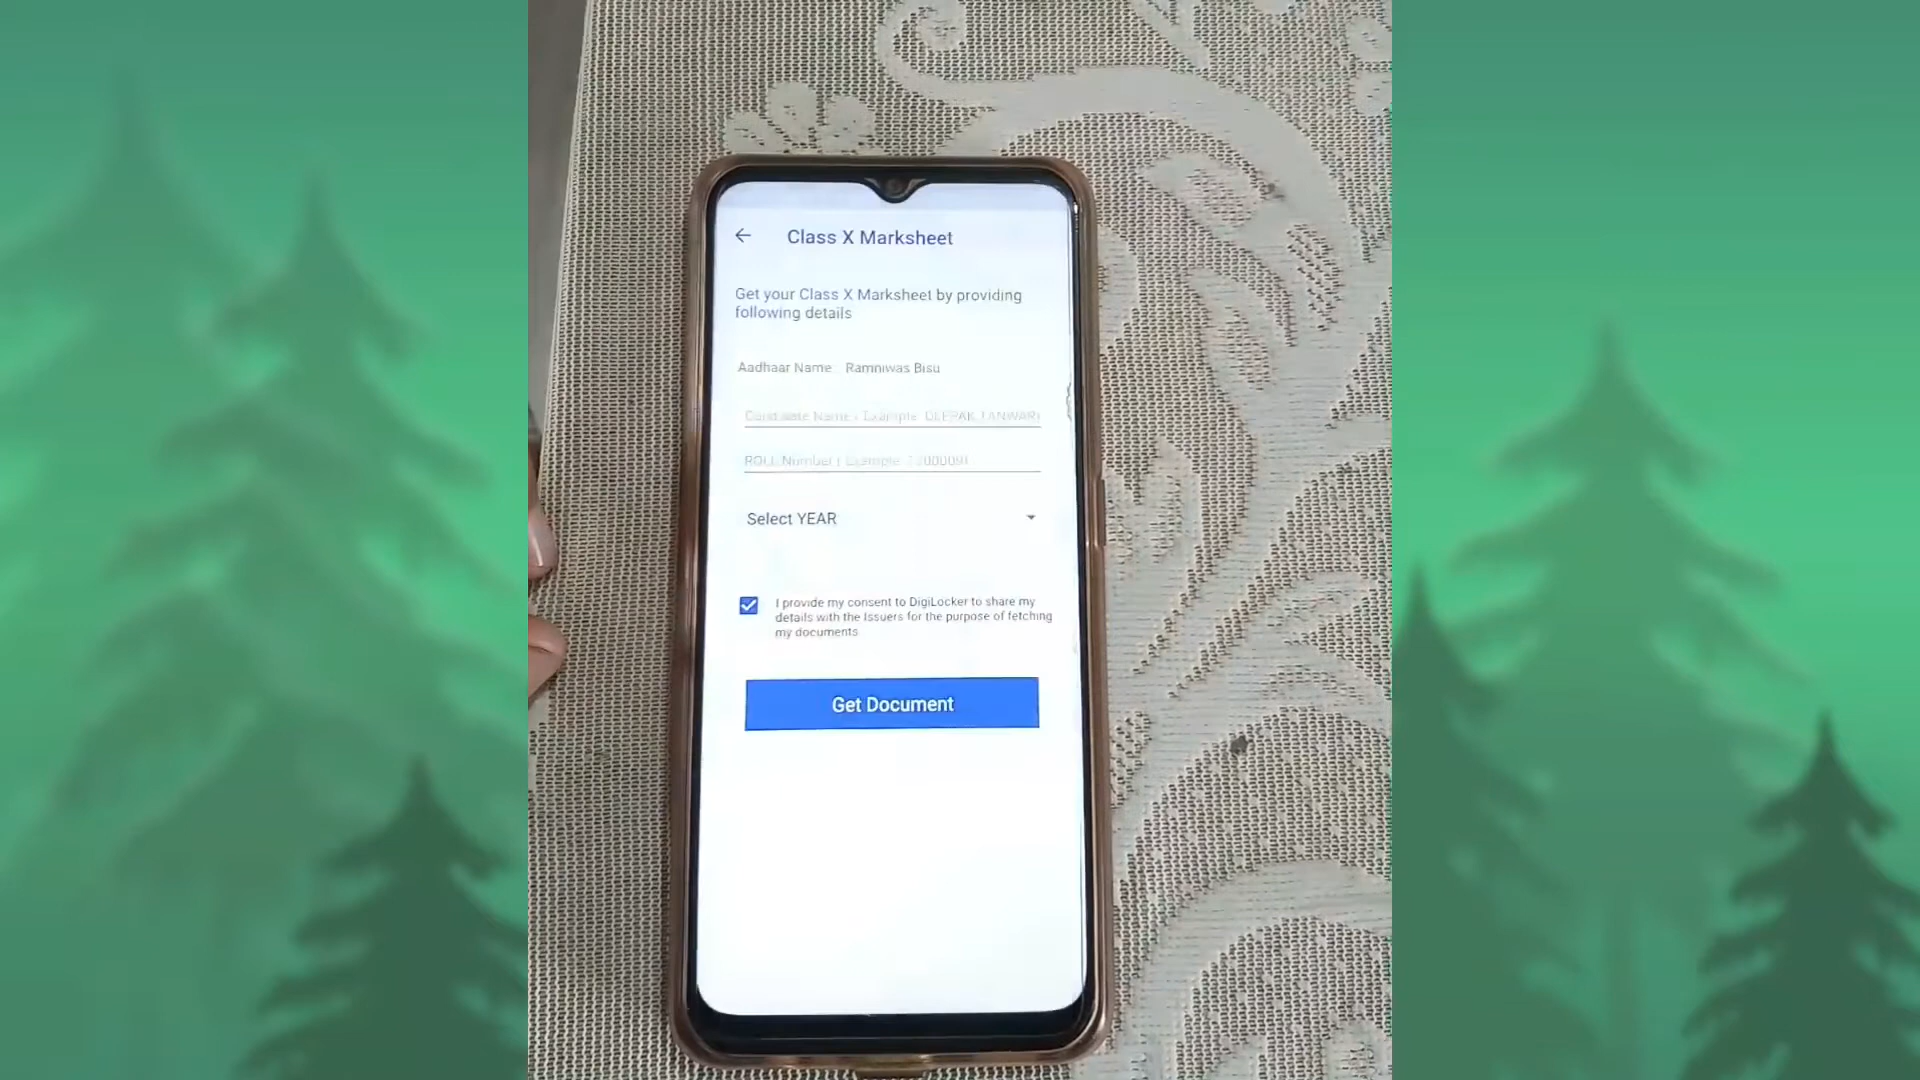 Class X Marksheet
Get your Class X Marksheet by providing
following details
Aadhaar Name: Ramniwas Bisu
Candidate Name ( Example: DEEPAK TANWAR)
ROLL Number ( Example:
Select YEAR
I provide my consent to DigiLocker to share my
details with the Issuers for the purpose of fetching
my documents
Get Document